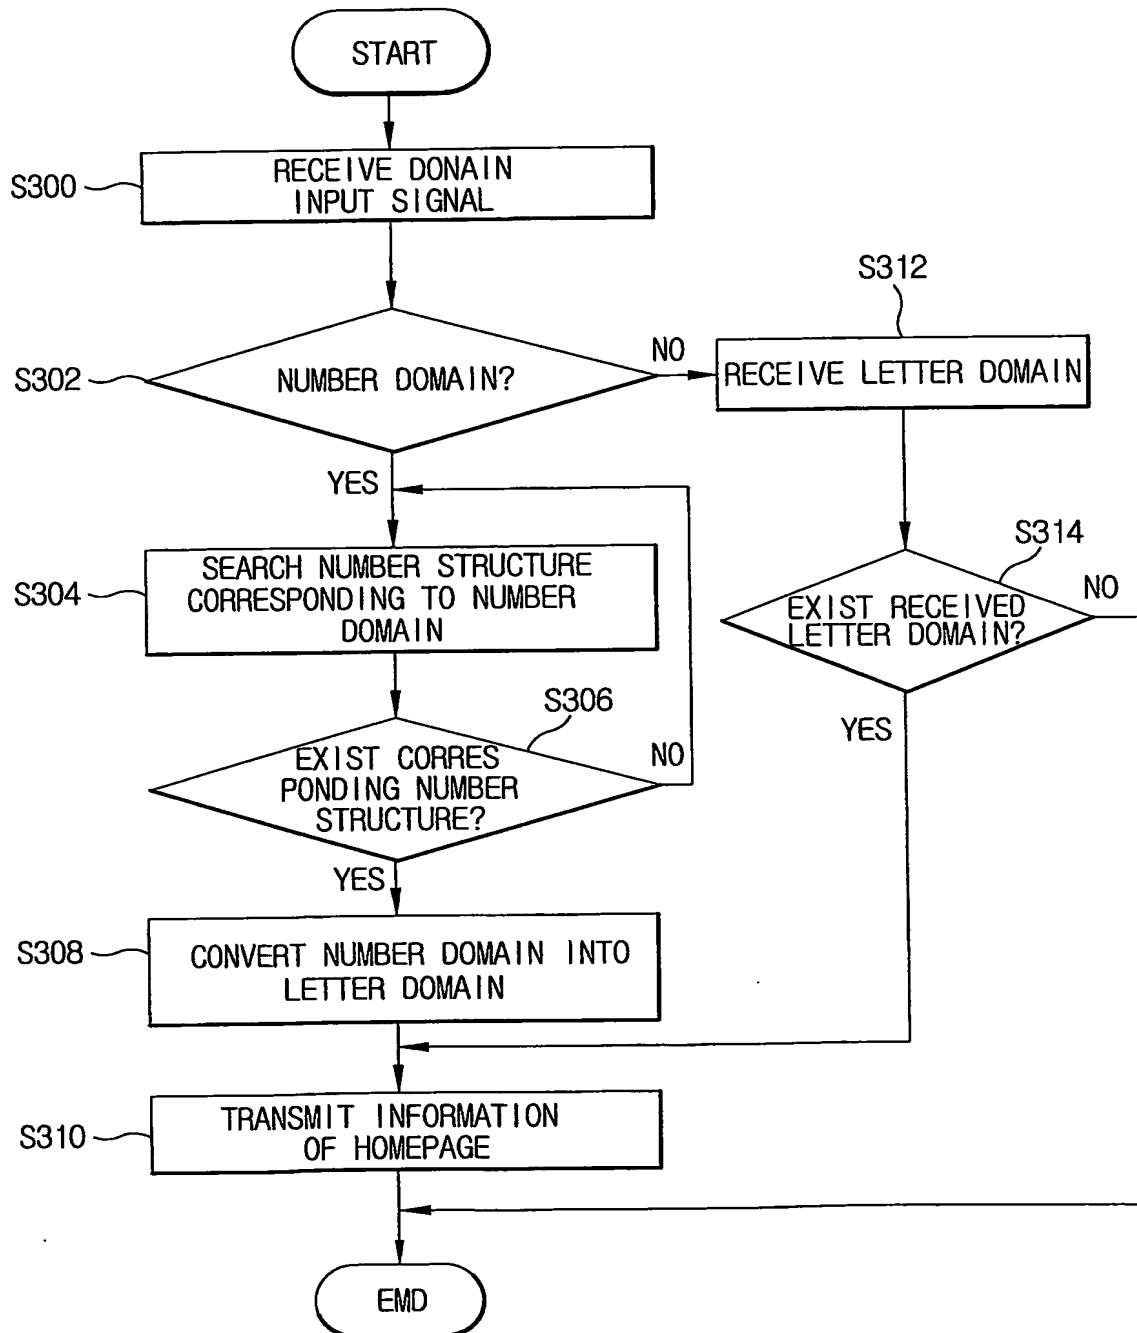 START
S300
RECEIVE DONAIN
INPUT SIGNAL
S302
NUMBER DOMAIN?
NO
S312
RECEIVE LETTER DOMAIN
YES
S304
SEARCH NUMBER STRUCTURE
CORRESPONDING TO NUMBER
DOMAIN
S314
EXIST RECEIVED
LETTER DOMAIN?
NO
YES
S306
EXIST CORRES
PONDING NUMBER
STRUCTURE?
NO
YES
S308
CONVERT NUMBER DOMAIN INTO
LETTER DOMAIN
S310
TRANSMIT INFORMATION
OF HOMEPAGE
EMD